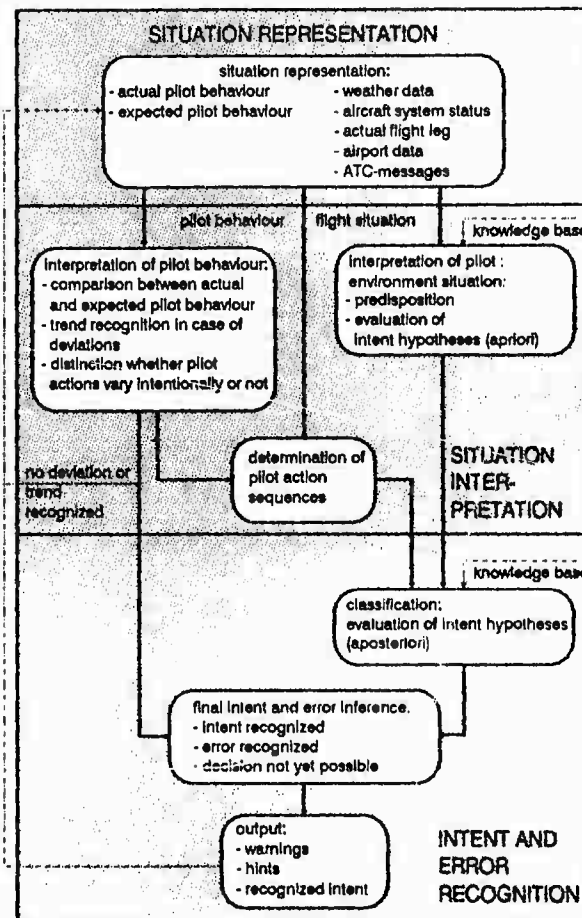 SITUATION REPRESENTATION
situation representation:
- actual pilot behaviour
- expected pilot behaviour
- weather data
- aircraft system status
- actual flight leg
- airport data
- ATC-messages
pilot behaviour
flight situation
knowledge base
interpretation of pilot behaviour:
- comparison between actual
and expected pilot behaviour
- trend recognition in case of
deviations
- distinction whether pilot
actions vary intentionally or not
interpretation of pilot :
environment situation:
- predisposition
- evaluation of
intent hypotheses (apriori)
no deviation or
trend
recognized
determination of
pilot action
sequences
SITUATION
INTER-
PRETATION
knowledge base
classification:
evaluation of intent hypotheses
(aposteriori)
final intent and error inference.
- intent recognized
- error recognized
- decision not yet possible
output:
- warnings
- hints
- recognized intent
INTENT AND
ERROR
RECOGNITION